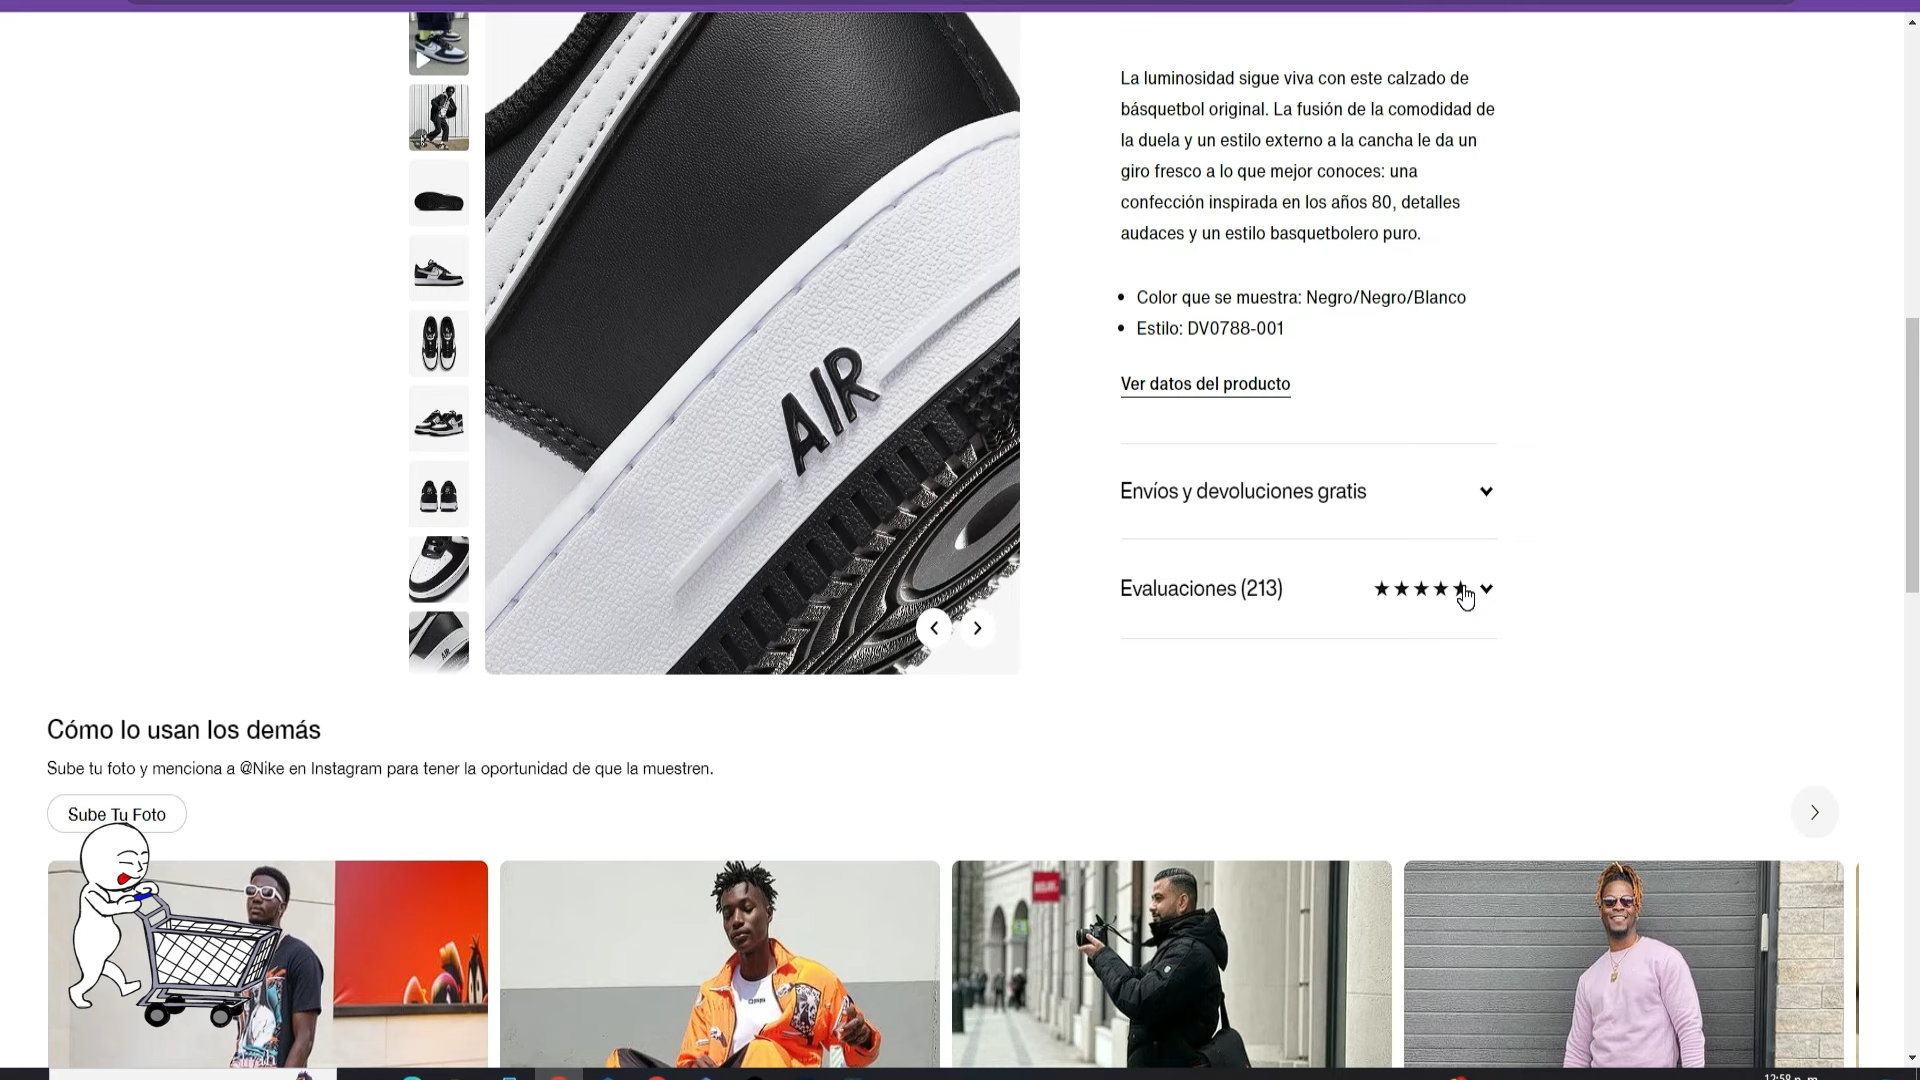 La luminosidad sigue viva con este calzado de
básquetbol original. La fusión de la comodidad de
la duela y un estilo externo a la cancha le da un
giro fresco a lo que mejor conoces: una
confección inspirada en los años 80, detalles
audaces y un estilo basquetbolero puro.
Color que se muestra: Negro/Negro/Blanco
Estilo: DV0788-001
Ver datos del producto
AIR
Envíos y devoluciones gratis
Evaluaciones (213)
Cómo lo usan los demás
Sube tu foto y menciona a @Nike en Instagram para tener la oportunidad de que la muestren.
Sube Tu Foto